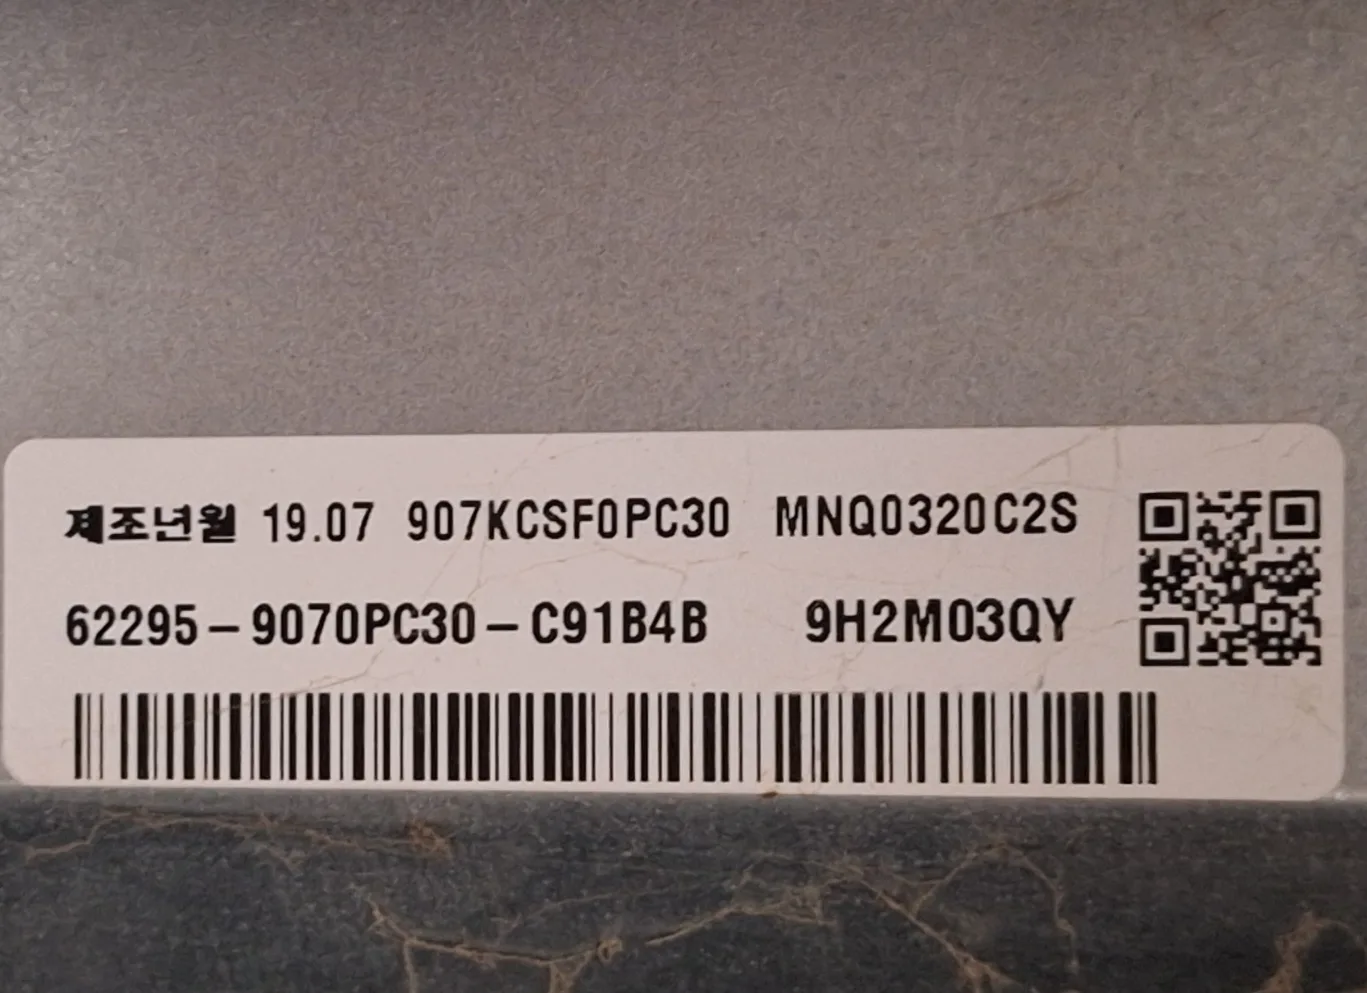 제조년월 19.07 907KCSF0PC30 MNQ0320C2S
62295-9070PC30-C91B4B 9H2M03QY